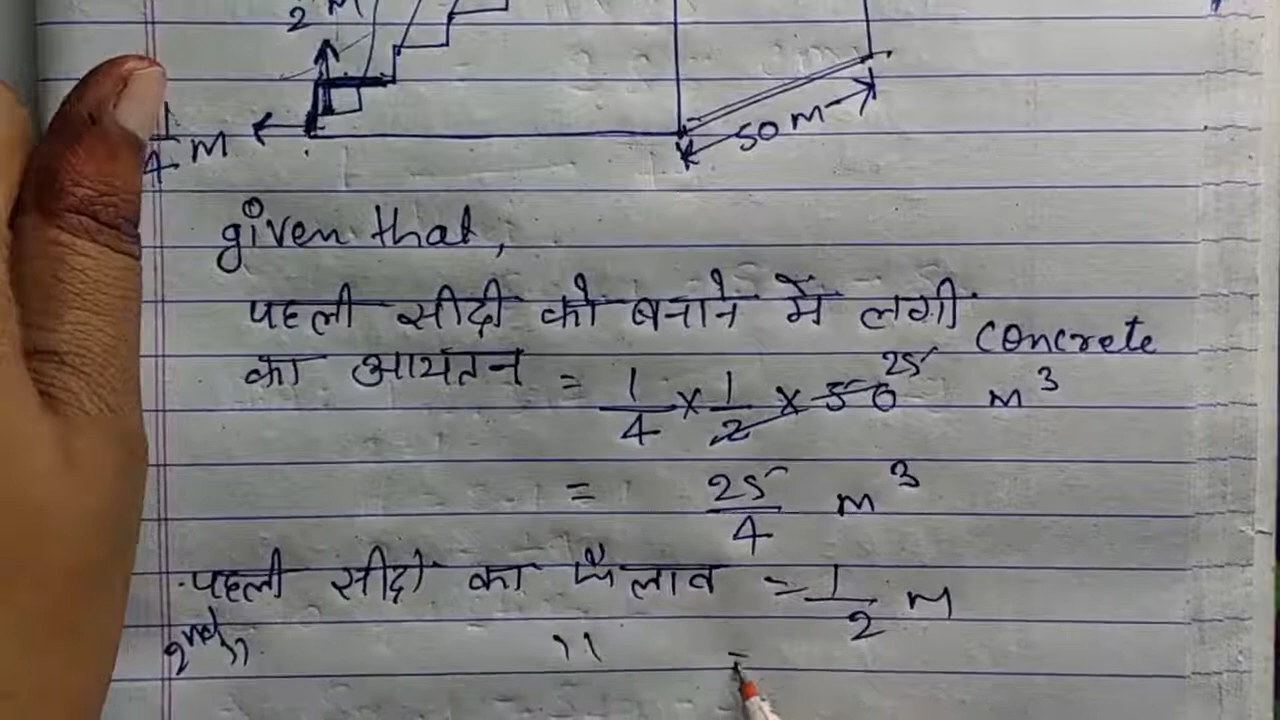 2 M
50 M
1/4 M
given that,
पहली सीढ़ी को बनाने में लगी concrete
का आयतन = 1/4 × 1/2 × 50 25 m³
= 25/4 m³
पहली सीढ़ी का फैलाव = 1/2 M
2nd ,, ,, =